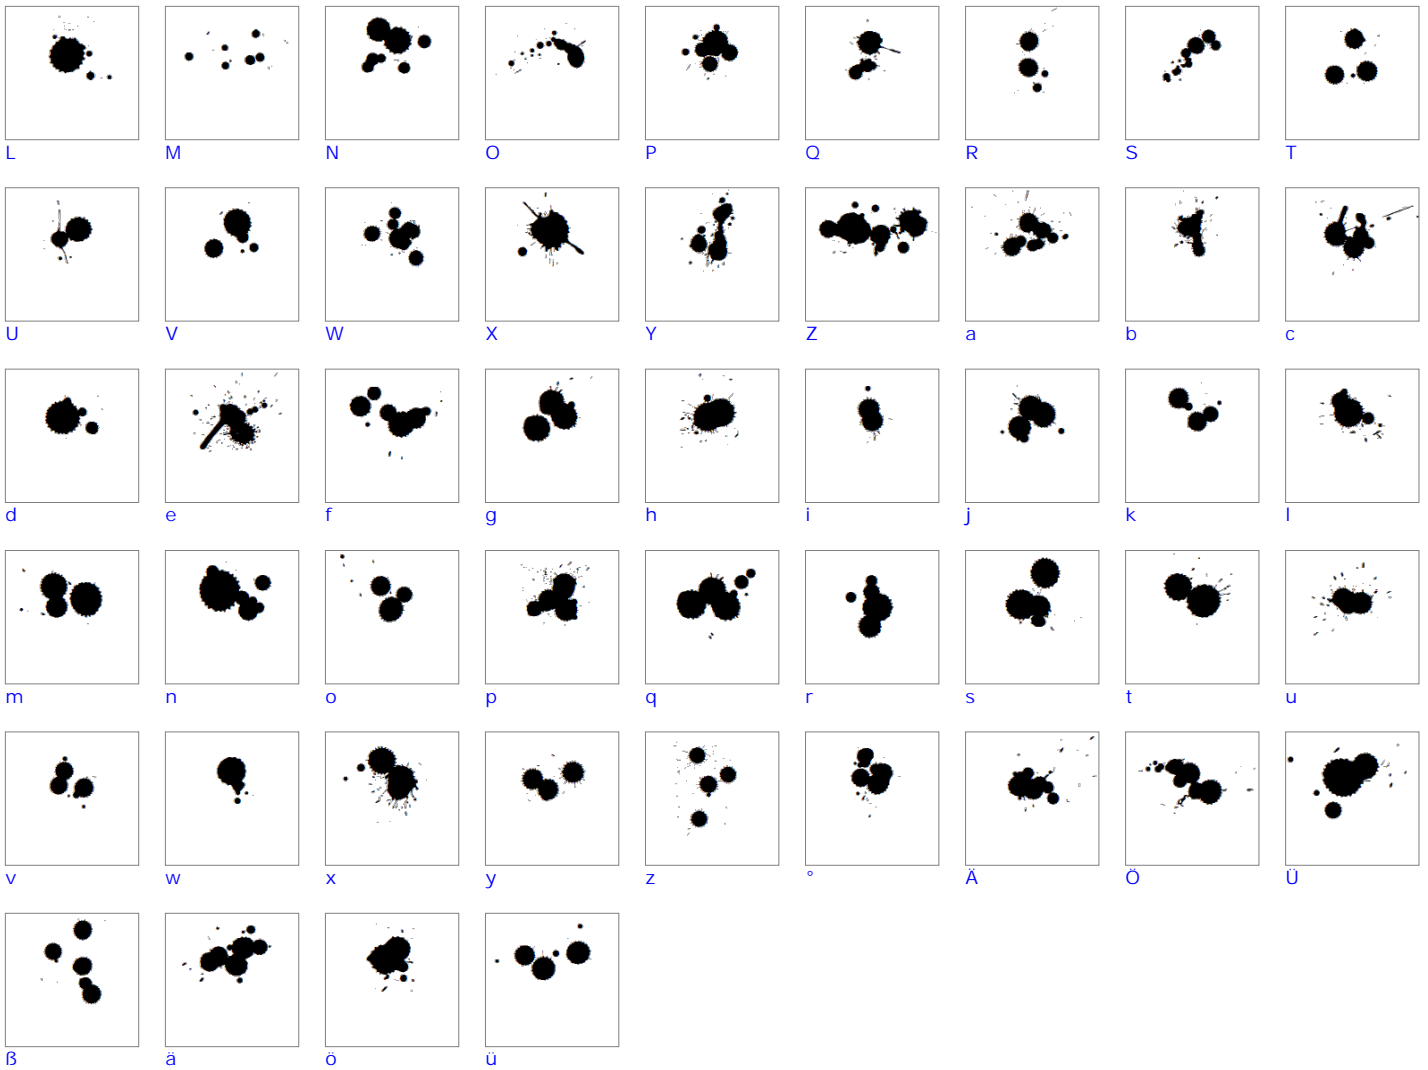 L M N O P Q R S T
U V W X Y Z a b c
d e f g h i j k l
m n o p q r s t u
v w x y z ° Ä Ö Ü
ß ä ö ü